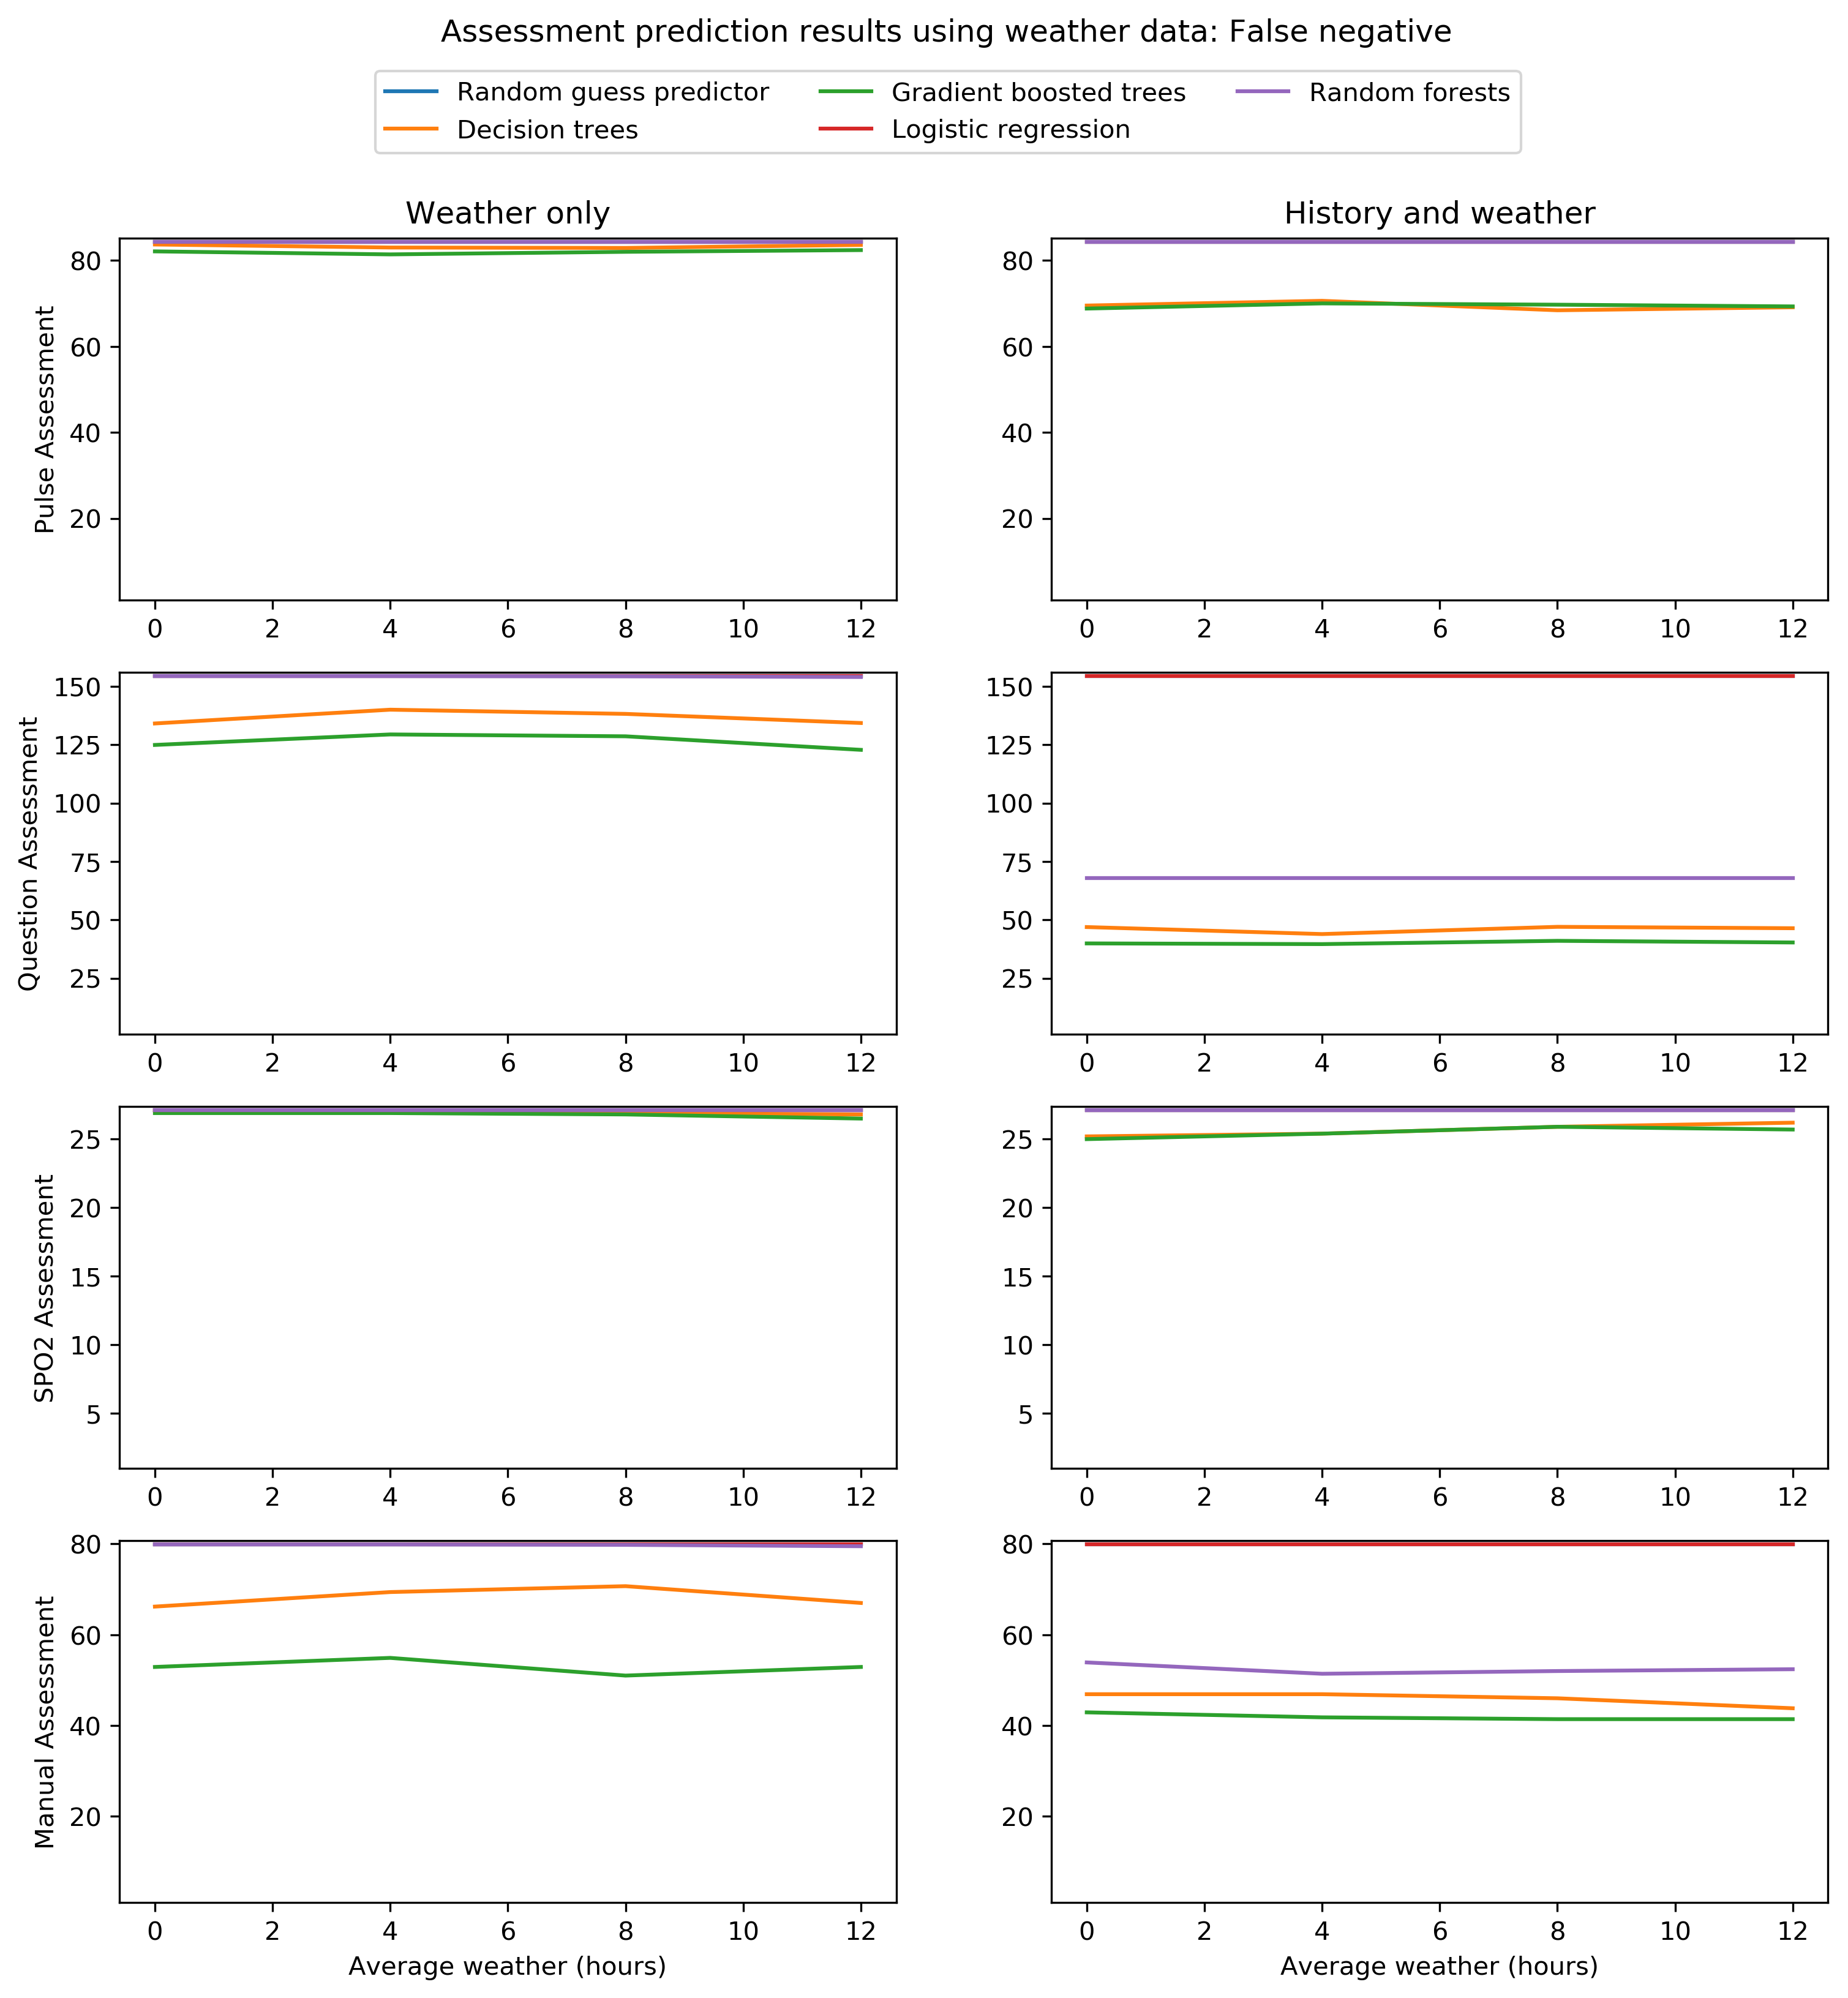 Assessment prediction results using weather data: False negative
Random guess predictor Gradient boosted trees Random forests
Decision trees Logistic regression
Weather only History and weather
Pulse Assessment
80
60
40
20
0 2 4 6 8 10 12
80
60
40
20
0 2 4 6 8 10 12
Question Assessment
150
125
100
75
50
25
0 2 4 6 8 10 12
150
125
100
75
50
25
0 2 4 6 8 10 12
SPO2 Assessment
25
20
15
10
5
0 2 4 6 8 10 12
25
20
15
10
5
0 2 4 6 8 10 12
Manual Assessment
80
60
40
20
0 2 4 6 8 10 12
Average weather (hours)
80
60
40
20
0 2 4 6 8 10 12
Average weather (hours)